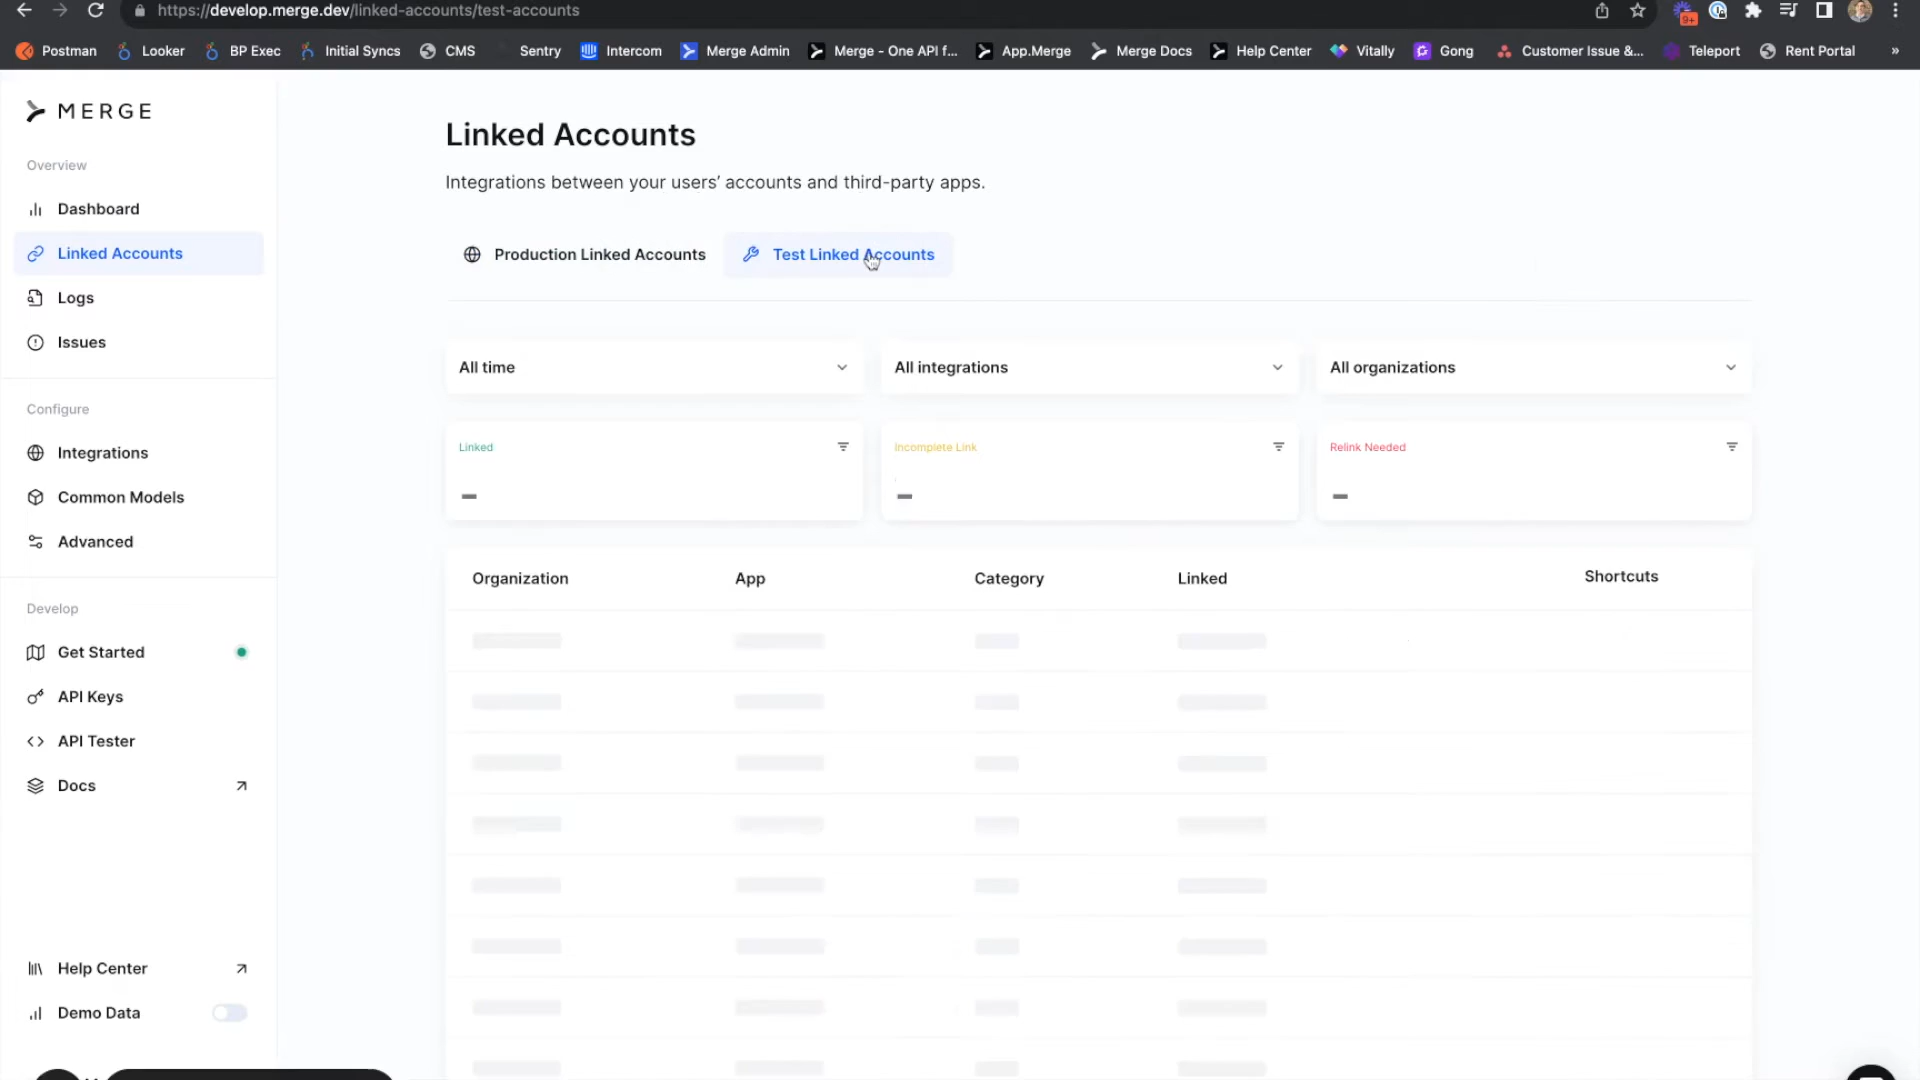 https://develop.merge.dev/linked-accounts/test-accounts
9+
Postman
Looker
BP Exec
Initial Syncs
CMS
Sentry
Intercom
Merge Admin
Merge - One API f...
App.Merge
Merge Docs
Help Center
Vitally
Gong
Customer Issue &...
Teleport
Rent Portal
»
MERGE
Overview
Dashboard
Linked Accounts
Logs
Issues
Configure
Integrations
Common Models
Advanced
Develop
Get Started
API Keys
API Tester
Docs
Help Center
Demo Data
Linked Accounts
Integrations between your users’ accounts and third-party apps.
Production Linked Accounts
Test Linked Accounts
All time
All integrations
All organizations
Linked
Incomplete Link
Relink Needed
Organization
App
Category
Linked
Shortcuts